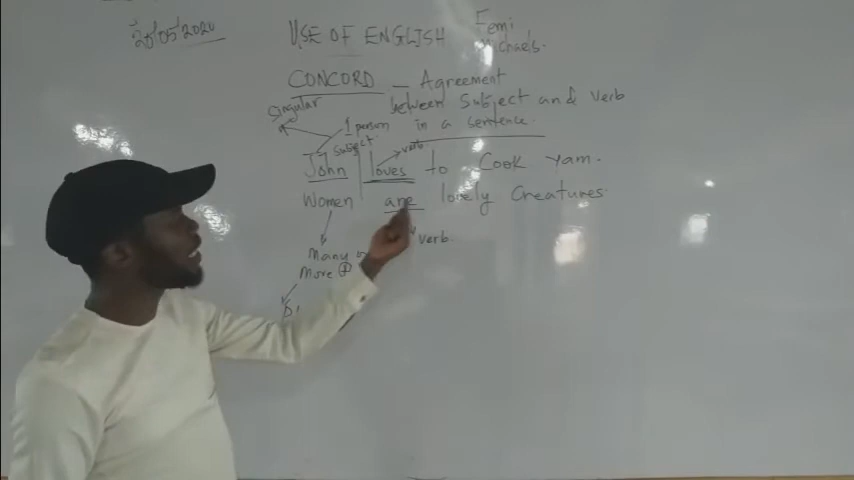 20/05/2020
USE OF ENGLISH
Femi
Michaels.
CONCORD — Agreement
between Subject and Verb
in a sentence.
Singular
1 person
subject
verb
John loves to Cook yam.
Women are lovely Creatures.
verb.
Many
More